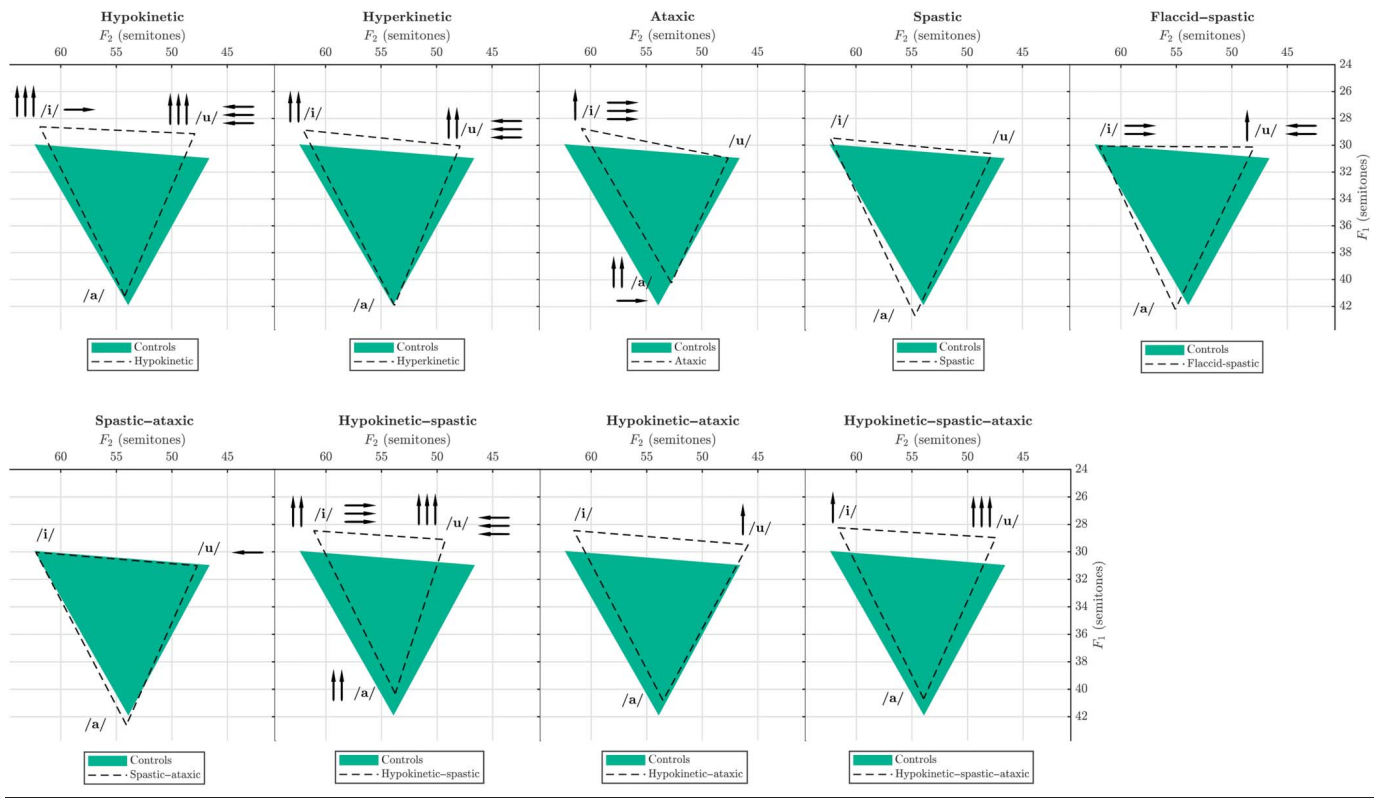 Hypokinetic
F2 (semitones)
60 55 50 45
/i/ /u/
/a/
Controls
Hypokinetic
Hyperkinetic
F2 (semitones)
60 55 50 45
/i/
/u/
/a/
Controls
Hyperkinetic
Ataxic
F2 (semitones)
60 55 50 45
/i/
/u/
/a/
Controls
Ataxic
Spastic
F2 (semitones)
60 55 50 45
/i/
/u/
/a/
Controls
Spastic
Flaccid–spastic
F2 (semitones)
60 55 50 45
/i/ /u/
/a/
24
26
28
30
32
34
36
38
40
42
F1 (semitones)
Controls
Flaccid-spastic
Spastic–ataxic
F2 (semitones)
60 55 50 45
/i/
/u/
/a/
Controls
Spastic–ataxic
Hypokinetic–spastic
F2 (semitones)
60 55 50 45
/i/
/u/
/a/
Controls
Hypokinetic–spastic
Hypokinetic–ataxic
F2 (semitones)
60 55 50 45
/i/
/u/
/a/
Controls
Hypokinetic–ataxic
Hypokinetic–spastic–ataxic
F2 (semitones)
60 55 50 45
/i/
/u/
/a/
24
26
28
30
32
34
36
38
40
42
F1 (semitones)
Controls
Hypokinetic–spastic–ataxic